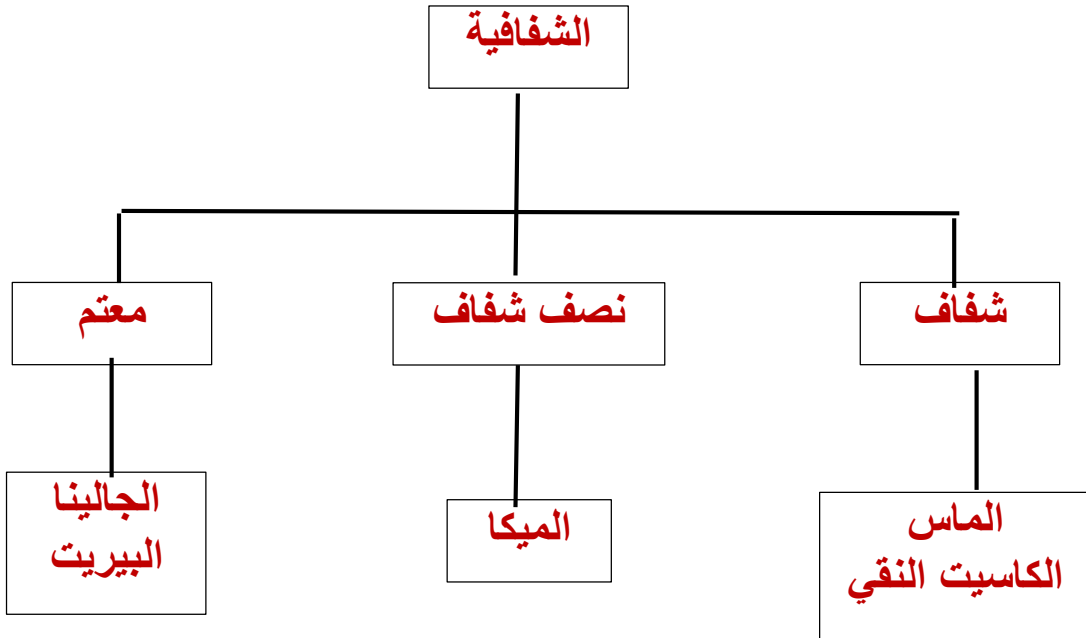 الشفافية
شفاف
نصف شفاف
معتم
الماس
الكاسيت النقي
الميكا
الجالينا
البيريت